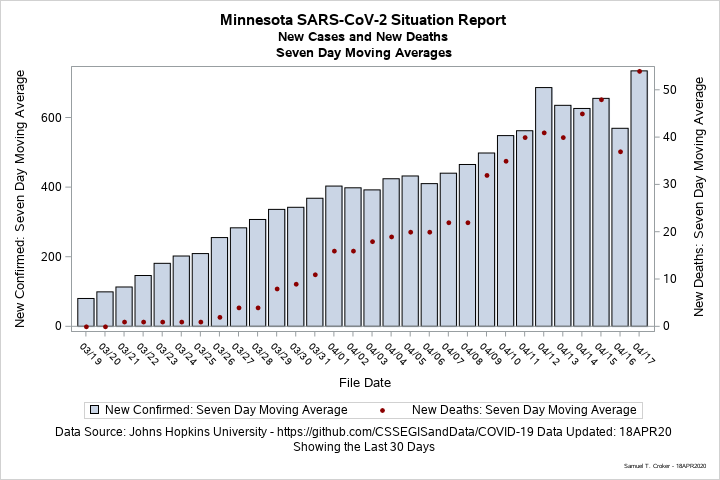 Minnesota SARS-CoV-2 Situation Report
New Cases and New Deaths
Seven Day Moving Averages
New Confirmed: Seven Day Moving Average
600
400
200
0
50
40
30
20
10
0
New Deaths: Seven Day Moving Average
03/19 03/20 03/21 03/22 03/23 03/24 03/25 03/26 03/27 03/28 03/29 03/30 03/31 04/01 04/02 04/03 04/04 04/05 04/06 04/07 04/08 04/09 04/10 04/11 04/12 04/13 04/14 04/15 04/16 04/17
File Date
New Confirmed: Seven Day Moving Average New Deaths: Seven Day Moving Average
Data Source: Johns Hopkins University - https://github.com/CSSEGISandData/COVID-19 Data Updated: 18APR20
Showing the Last 30 Days
Samuel T. Croker - 18APR2020